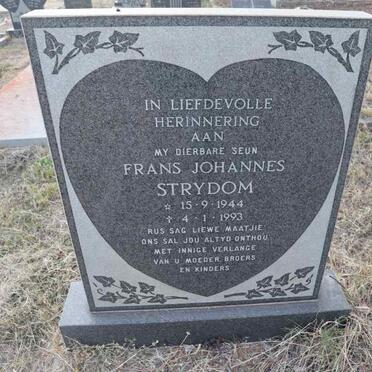 IN LIEFDEVOLLE
HERINNERING
AAN
MY DIERBARE SEUN
FRANS JOHANNES
STRYDOM
☆ 15-9-1944
✝ 4-1-1993
RUS SAG LIEWE MAATJIE
ONS SAL JOU ALTYD ONTHOU
MET INNIGE VERLANGE
VAN U MOEDER, BROERS
EN KINDERS